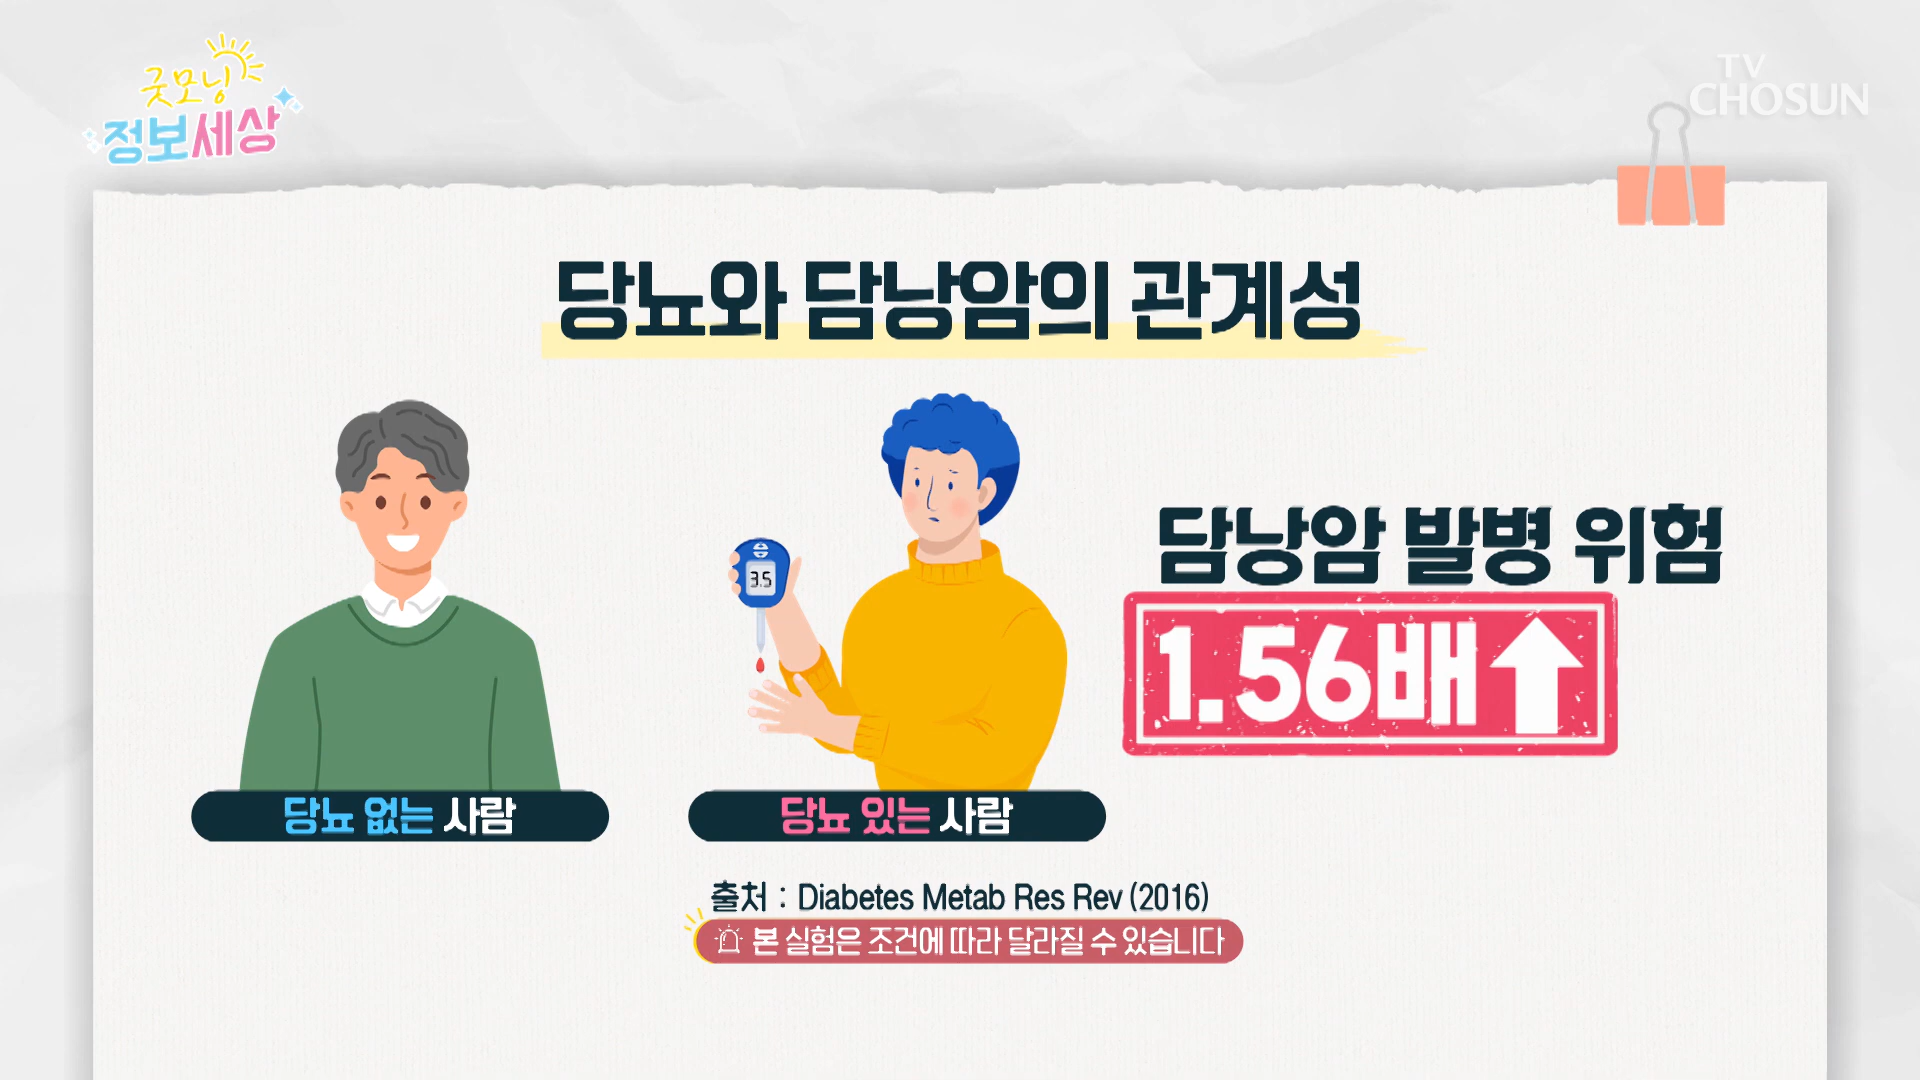 굿모닝
정보세상
TV
CHOSUN
당뇨와 담낭암의 관계성
3.5
담낭암 발병 위험
1.56배
당뇨 없는 사람
당뇨 있는 사람
출처 : Diabetes Metab Res Rev (2016)
본 실험은 조건에 따라 달라질 수 있습니다